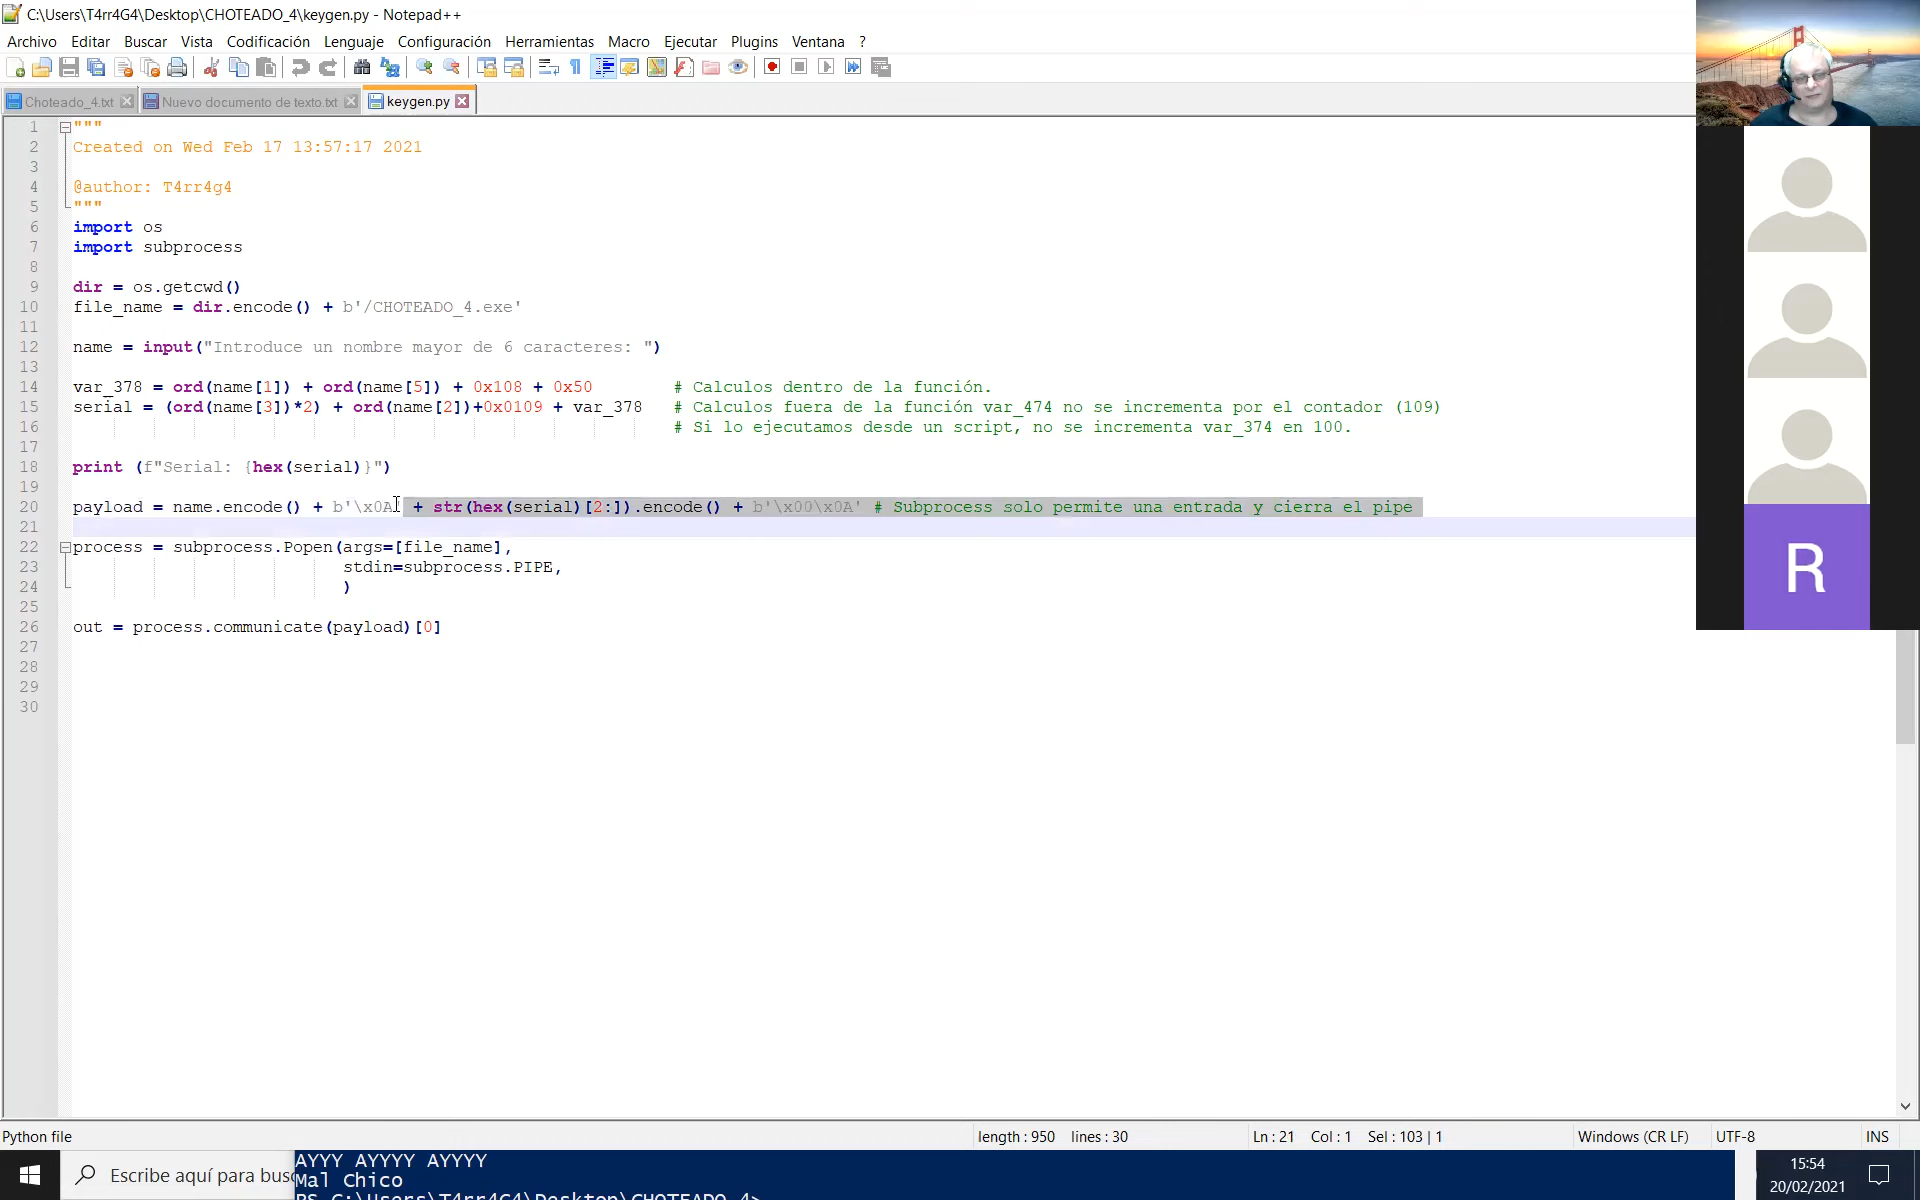 C:\Users\T4rr4G4\Desktop\CHOTEADO_4\keygen.py - Notepad++
Archivo Editar Buscar Vista Codificación Lenguaje Configuración Herramientas Macro Ejecutar Plugins Ventana ?
Choteado_4.txt Nuevo documento de texto.txt keygen.py
1 """
2 Created on Wed Feb 17 13:57:17 2021
3
4 @author: T4rr4g4
5 """
6 import os
7 import subprocess
8
9 dir = os.getcwd()
10 file_name = dir.encode() + b'/CHOTEADO_4.exe'
11
12 name = input("Introduce un nombre mayor de 6 caracteres: ")
13
14 var_378 = ord(name[1]) + ord(name[5]) + 0x108 + 0x50 # Calculos dentro de la función.
15 serial = (ord(name[3])*2) + ord(name[2])+0x0109 + var_378 # Calculos fuera de la función var_474 no se incrementa por el contador (109)
16 # Si lo ejecutamos desde un script, no se incrementa var_374 en 100.
17
18 print (f"Serial: {hex(serial)}")
19
20 payload = name.encode() + b'\x0A' + str(hex(serial)[2:]).encode() + b'\x00\x0A' # Subprocess solo permite una entrada y cierra el pipe
21
22 process = subprocess.Popen(args=[file_name],
23 stdin=subprocess.PIPE,
24 )
25
26 out = process.communicate(payload)[0]
27
28
29
30
R
Python file length : 950 lines : 30 Ln : 21 Col : 1 Sel : 103 | 1 Windows (CR LF) UTF-8 INS
Escribe aquí para busc
AYYY AYYYY AYYYY
Mal Chico
PS C:\Users\T4rr4G4\Desktop\CHOTEADO_4>
15:54
20/02/2021